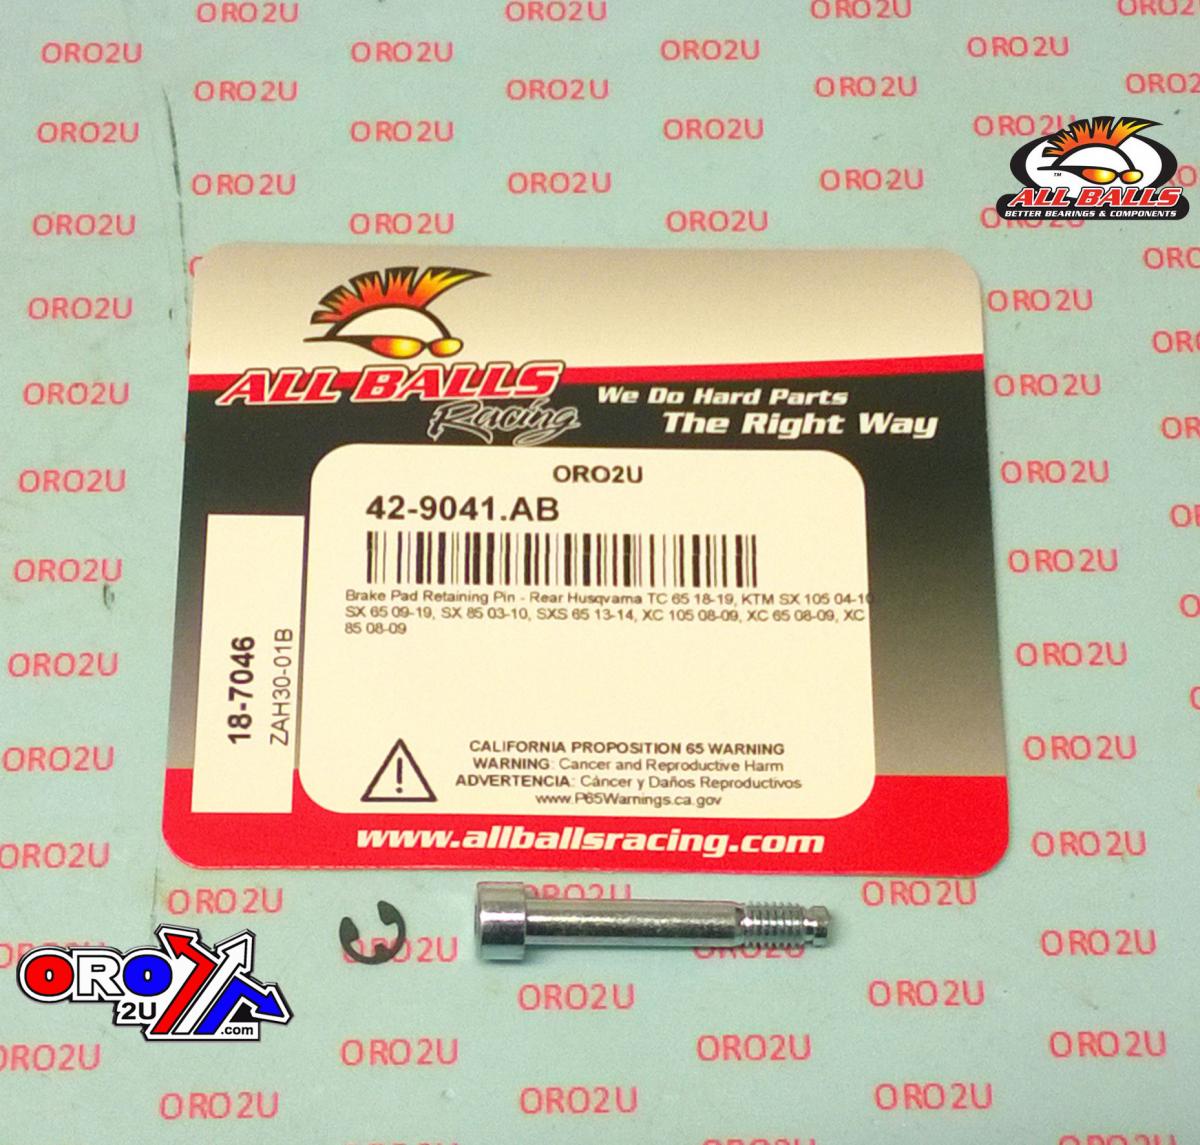 ALL BALLS
BETTER BEARINGS & COMPONENTS
TM
ALL BALLS
Racing
We Do Hard Parts
The Right Way
ORO2U
42-9041.AB
Brake Pad Retaining Pin - Rear Husqvarna TC 65 18-19, KTM SX 105 04-10
SX 65 09-19, SX 85 03-10, SXS 65 13-14, XC 105 08-09, XC 65 08-09, XC
85 08-09
18-7046
ZAH30-01B
CALIFORNIA PROPOSITION 65 WARNING
WARNING: Cancer and Reproductive Harm
ADVERTENCIA: Cáncer y Daños Reproductivos
www.P65Warnings.ca.gov
www.allballsracing.com
ORO2U
ORO
2U
.com